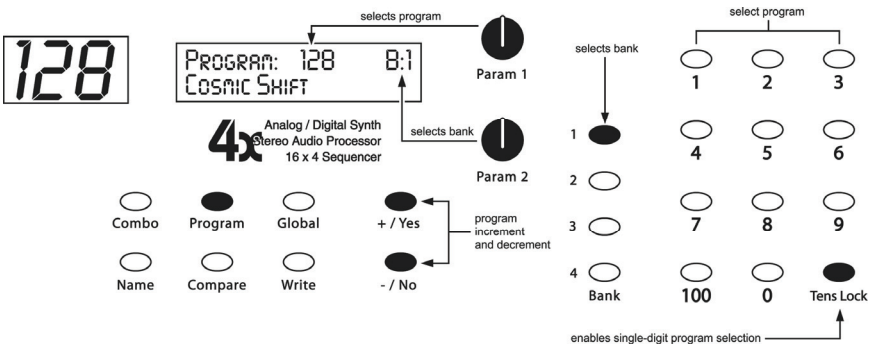 selects program
select program
128
PROGRAM: 128 B:1
COSMIC SHIFT
Param 1
selects bank
4x
Analog / Digital Synth
Stereo Audio Processor
16 x 4 Sequencer
selects bank
Param 2
1 2 3
1
4 5 6
2
3
7 8 9
4
Bank
100 0 Tens Lock
Combo Program Global + / Yes
program
increment
and decrement
Name Compare Write - / No
enables single-digit program selection